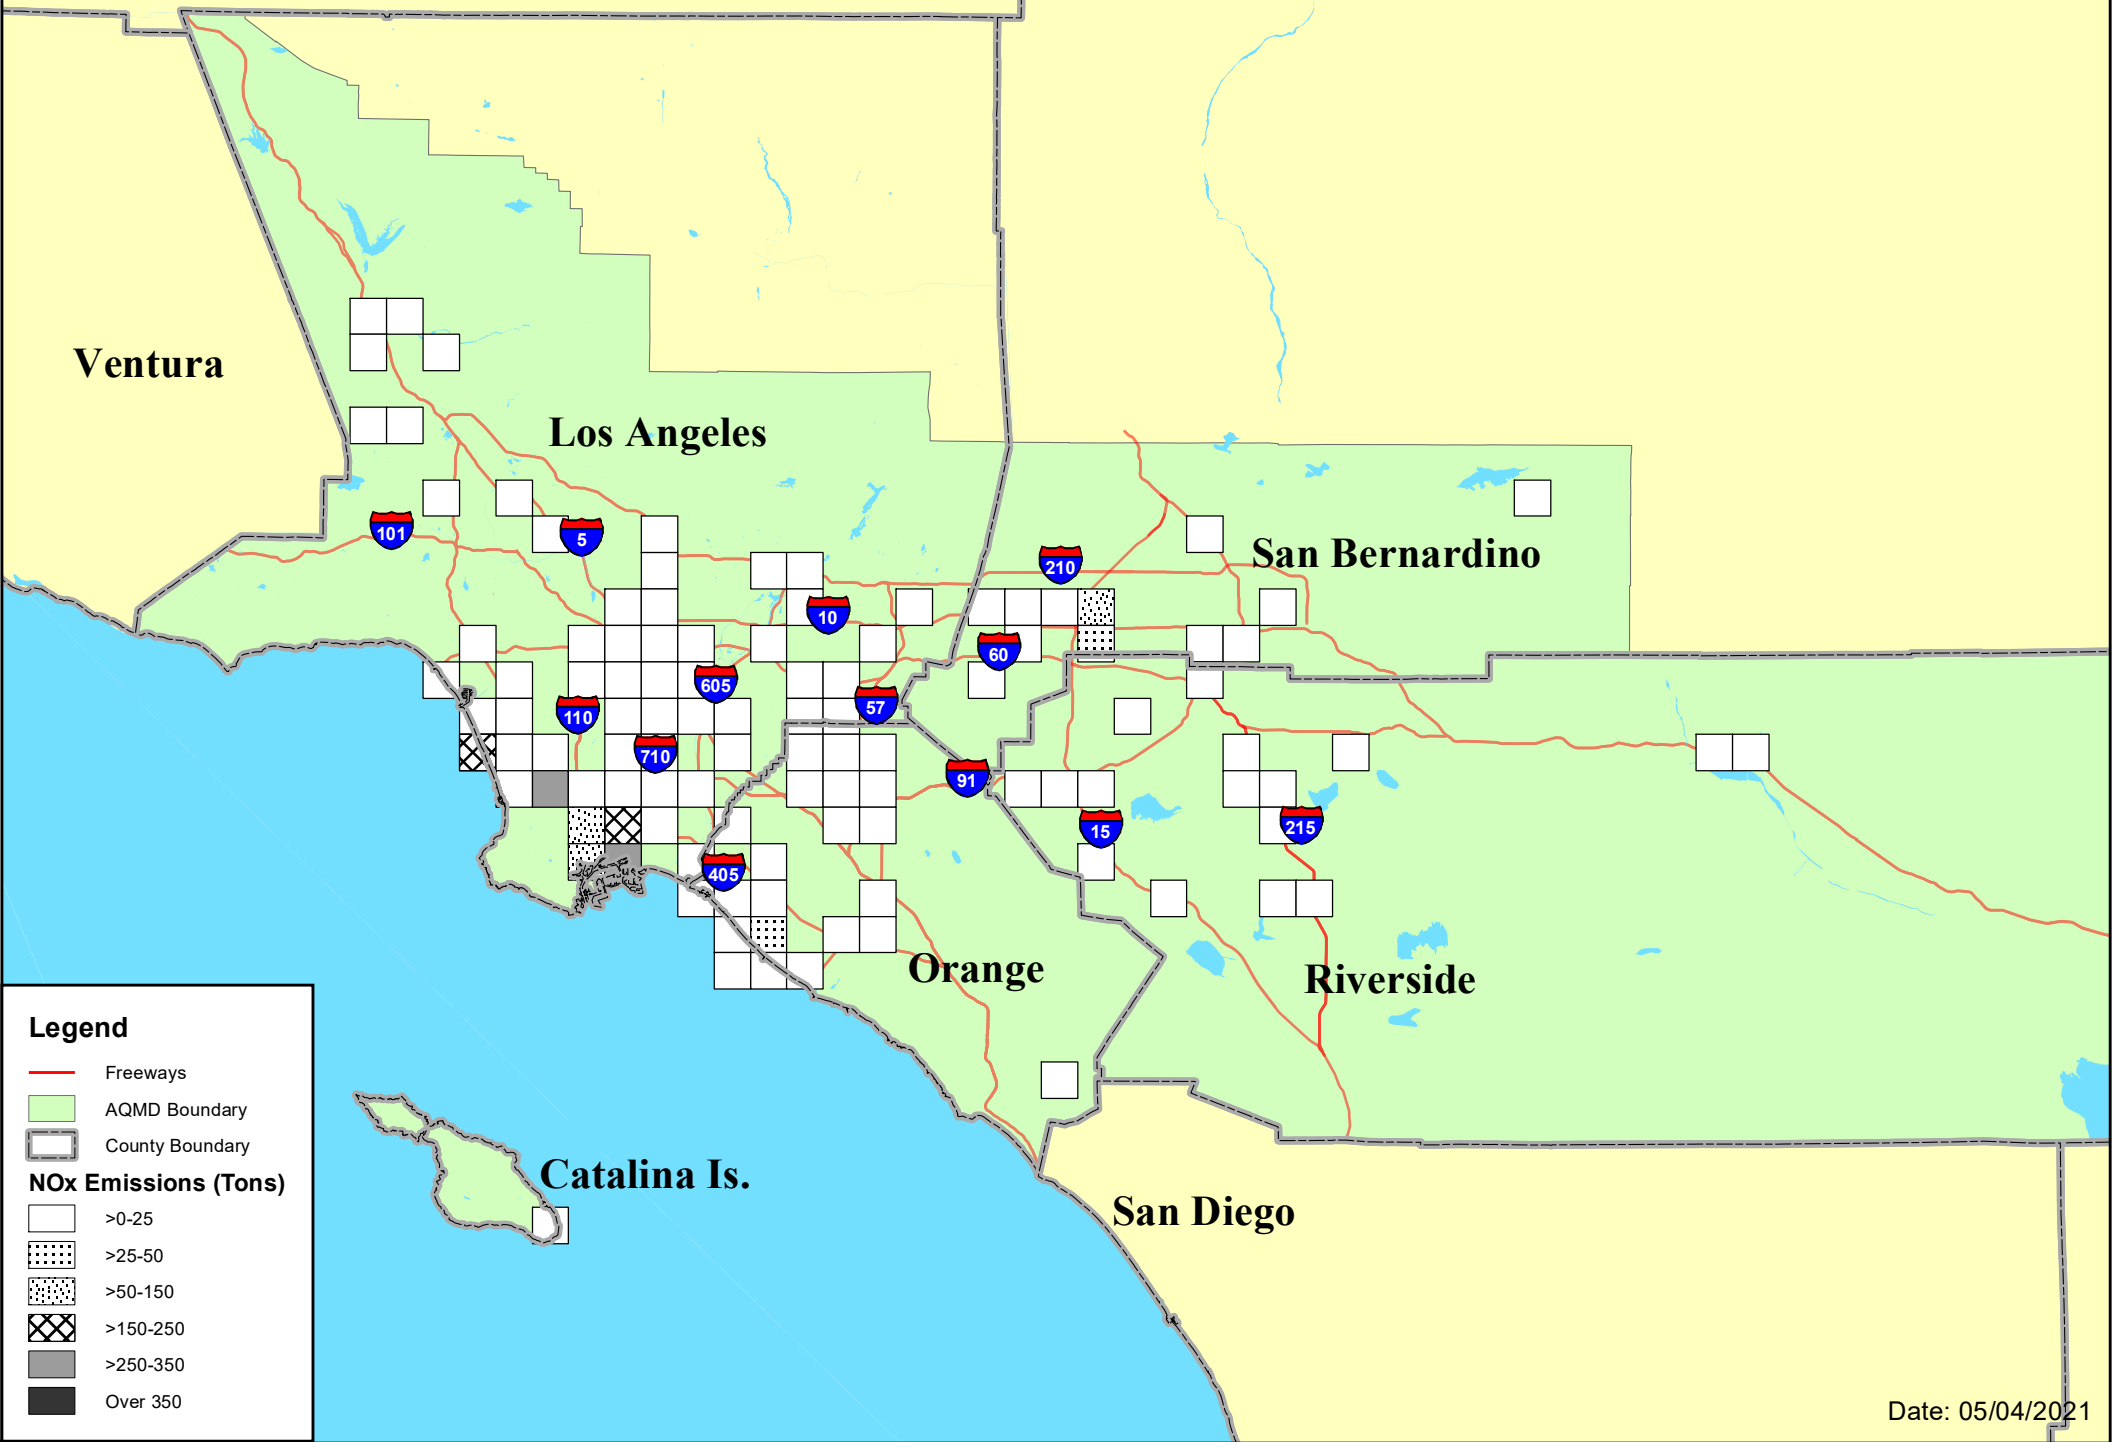 Ventura
Los Angeles
101
5
210
San Bernardino
10
60
605
57
110
710
91
15
215
405
Orange
Riverside
Legend
Freeways
AQMD Boundary
County Boundary
NOx Emissions (Tons)
>0-25
>25-50
>50-150
>150-250
>250-350
Over 350
Catalina Is.
San Diego
Date: 05/04/2021